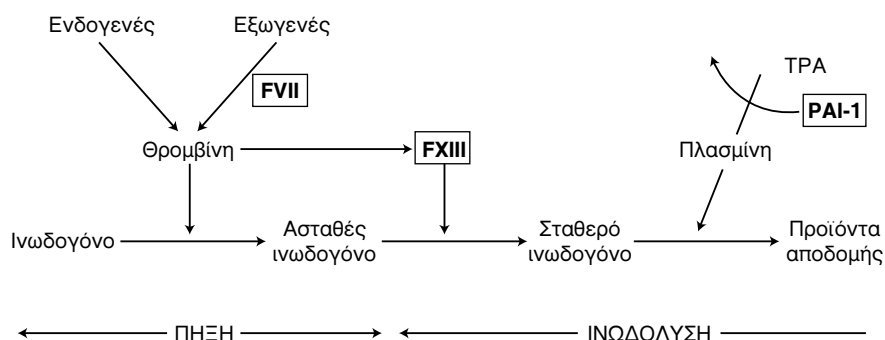 Ενδογενές Εξωγενές
FVII
TPA
PAI-1
Θρομβίνη FXIII Πλασμίνη
Ινωδογόνο Ασταθές ινωδογόνο Σταθερό ινωδογόνο Προϊόντα αποδομής
ΠΗΞΗ ΙΝΩΔΟΛΥΣΗ